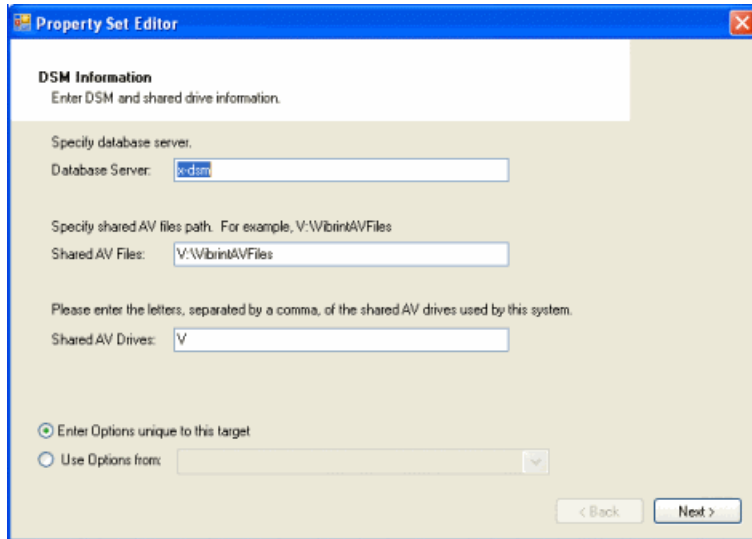 Property Set Editor
DSM Information
Enter DSM and shared drive information.
Specify database server.
Database Server: x-dsm
Specify shared AV files path. For example, V:\VibrintAVFiles
Shared AV Files: V:\VibrintAVFiles
Please enter the letters, separated by a comma, of the shared AV drives used by this system.
Shared AV Drives: V
Enter Options unique to this target
Use Options from:
< Back Next >